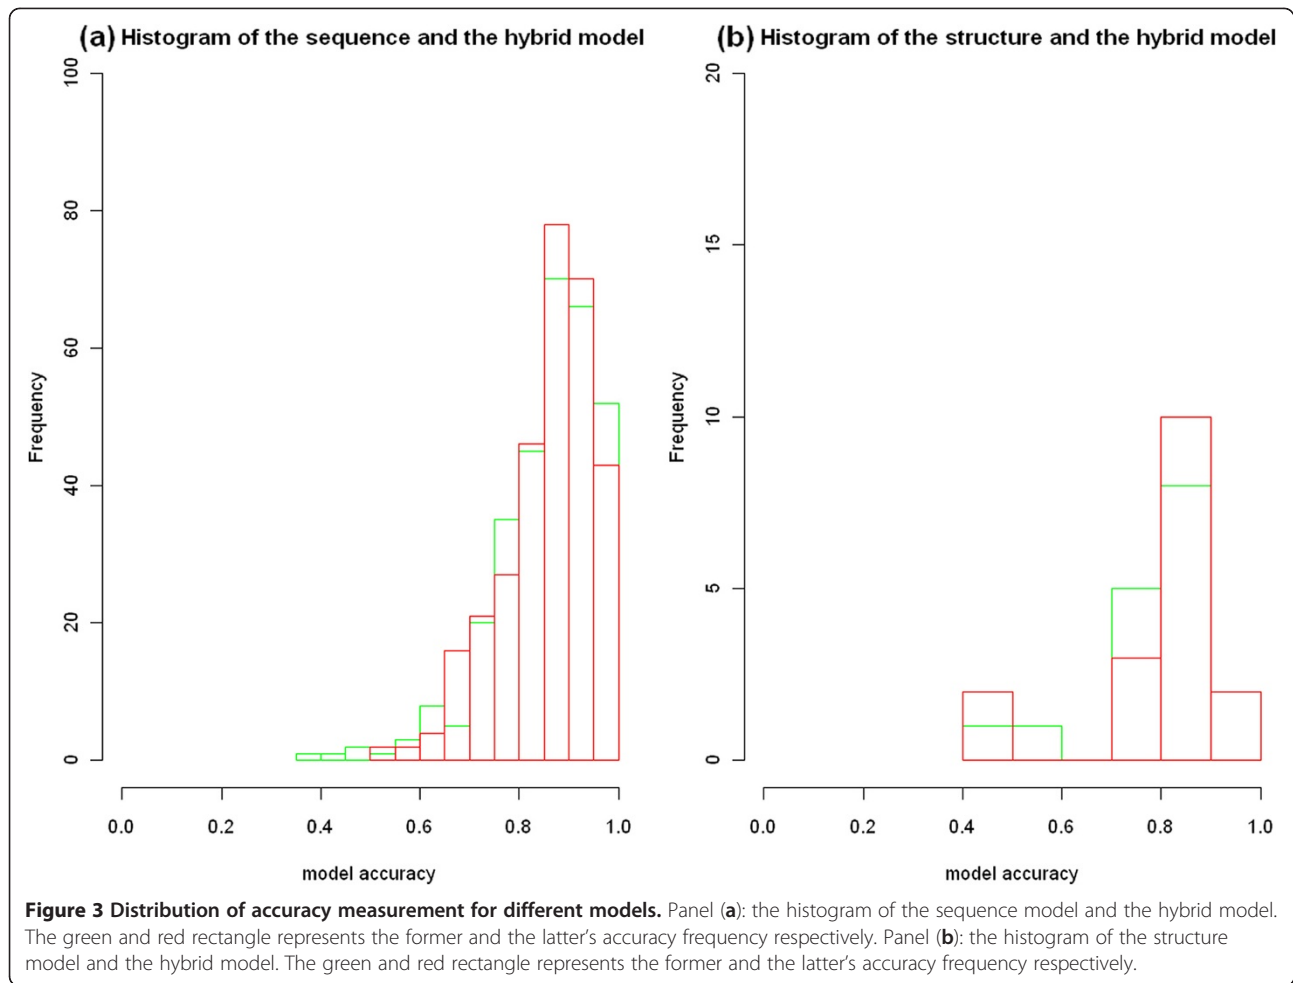 (a) Histogram of the sequence and the hybrid model
100
80
60
40
20
0
Frequency
0.0 0.2 0.4 0.6 0.8 1.0
model accuracy
(b) Histogram of the structure and the hybrid model
20
15
10
5
0
Frequency
0.0 0.2 0.4 0.6 0.8 1.0
model accuracy
Figure 3 Distribution of accuracy measurement for different models. Panel (a): the histogram of the sequence model and the hybrid model.
The green and red rectangle represents the former and the latter's accuracy frequency respectively. Panel (b): the histogram of the structure
model and the hybrid model. The green and red rectangle represents the former and the latter's accuracy frequency respectively.